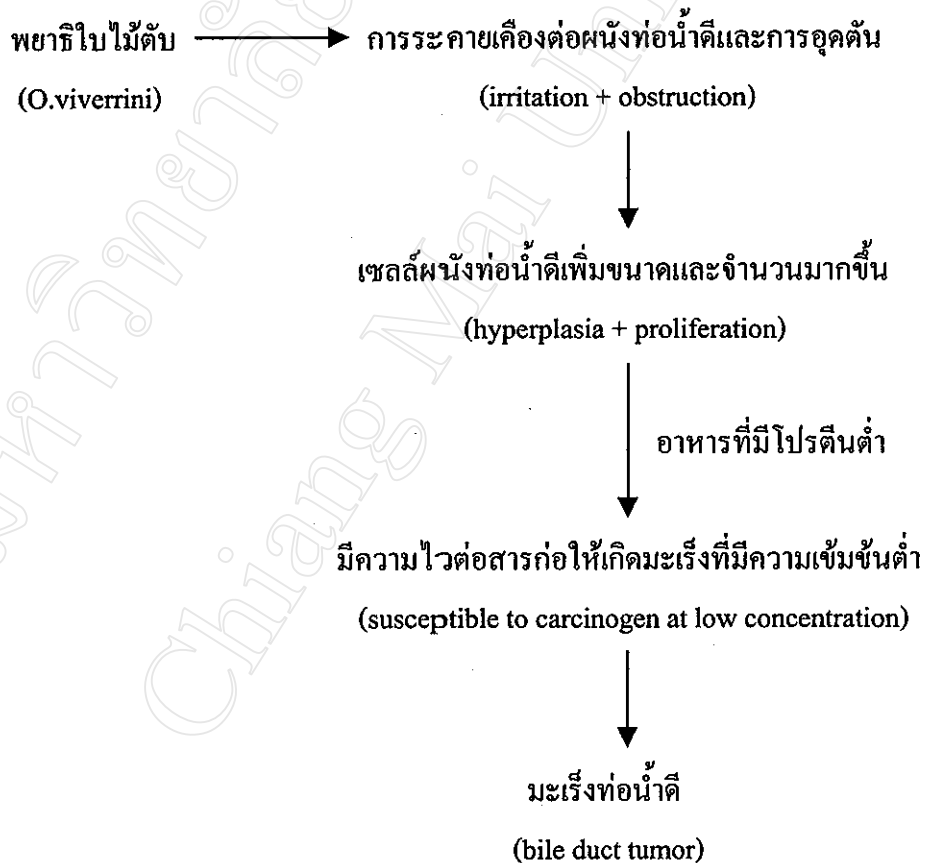 พยาธิใบไม้ตับ
(O.viverrini)
การระคายเคืองต่อผนังท่อน้ำดีและการอุดตัน
(irritation + obstruction)
เซลล์ผนังท่อน้ำดีเพิ่มขนาดและจำนวนมากขึ้น
(hyperplasia + proliferation)
อาหารที่มีโปรตีนต่ำ
มีความไวต่อสารก่อให้เกิดมะเร็งที่มีความเข้มข้นต่ำ
(susceptible to carcinogen at low concentration)
มะเร็งท่อน้ำดี
(bile duct tumor)
Chiang Mai Uni